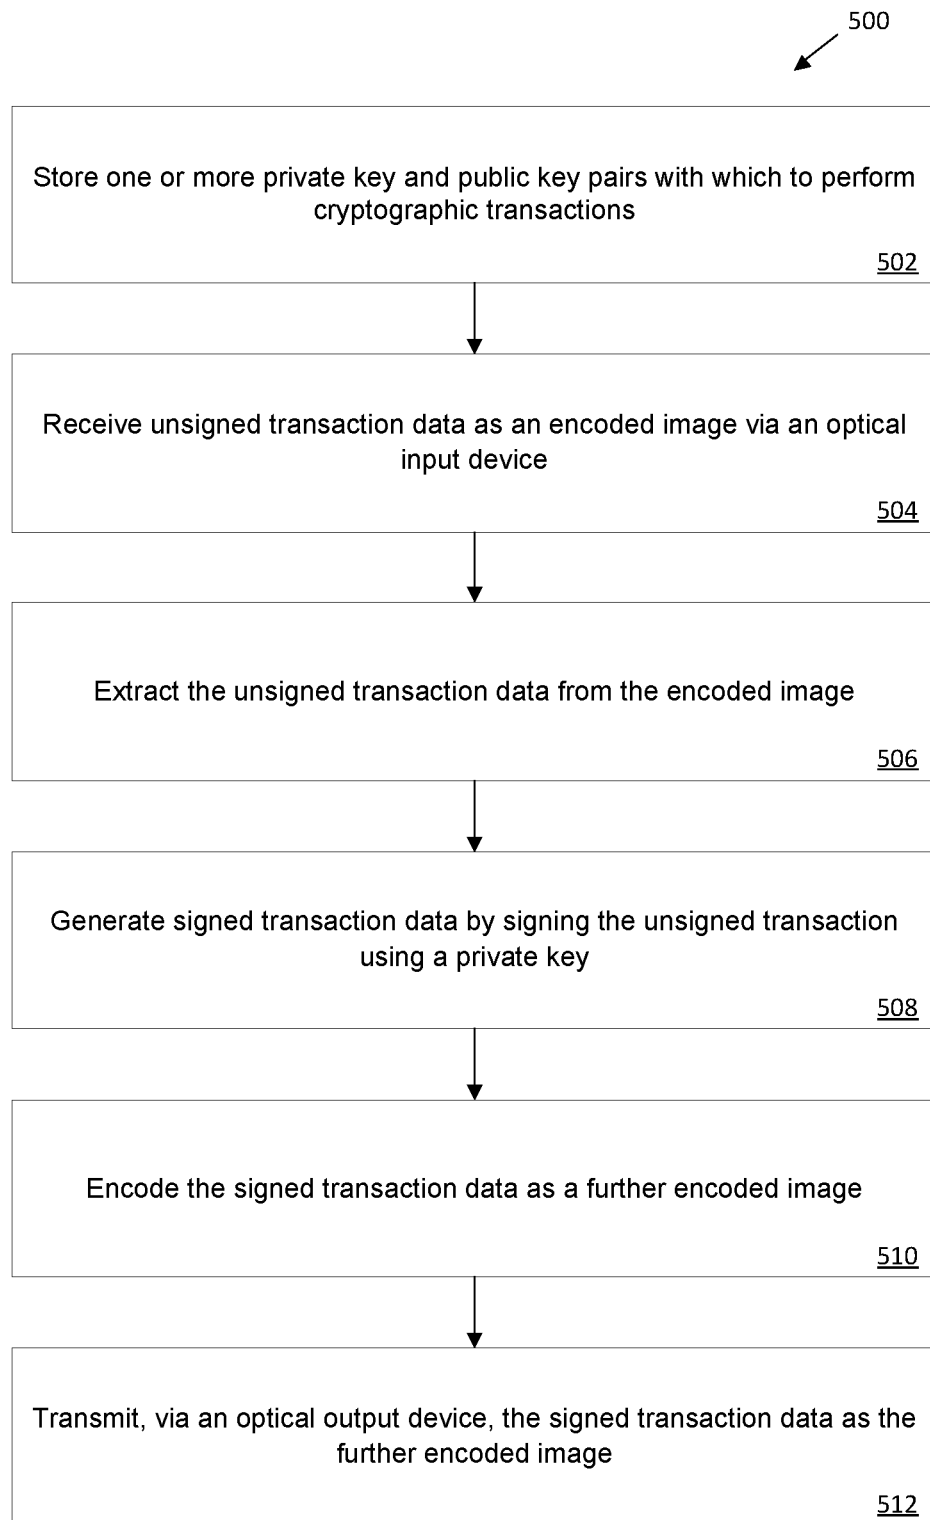 500
Store one or more private key and public key pairs with which to perform
cryptographic transactions
502
Receive unsigned transaction data as an encoded image via an optical
input device
504
Extract the unsigned transaction data from the encoded image
506
Generate signed transaction data by signing the unsigned transaction
using a private key
508
Encode the signed transaction data as a further encoded image
510
Transmit, via an optical output device, the signed transaction data as the
further encoded image
512